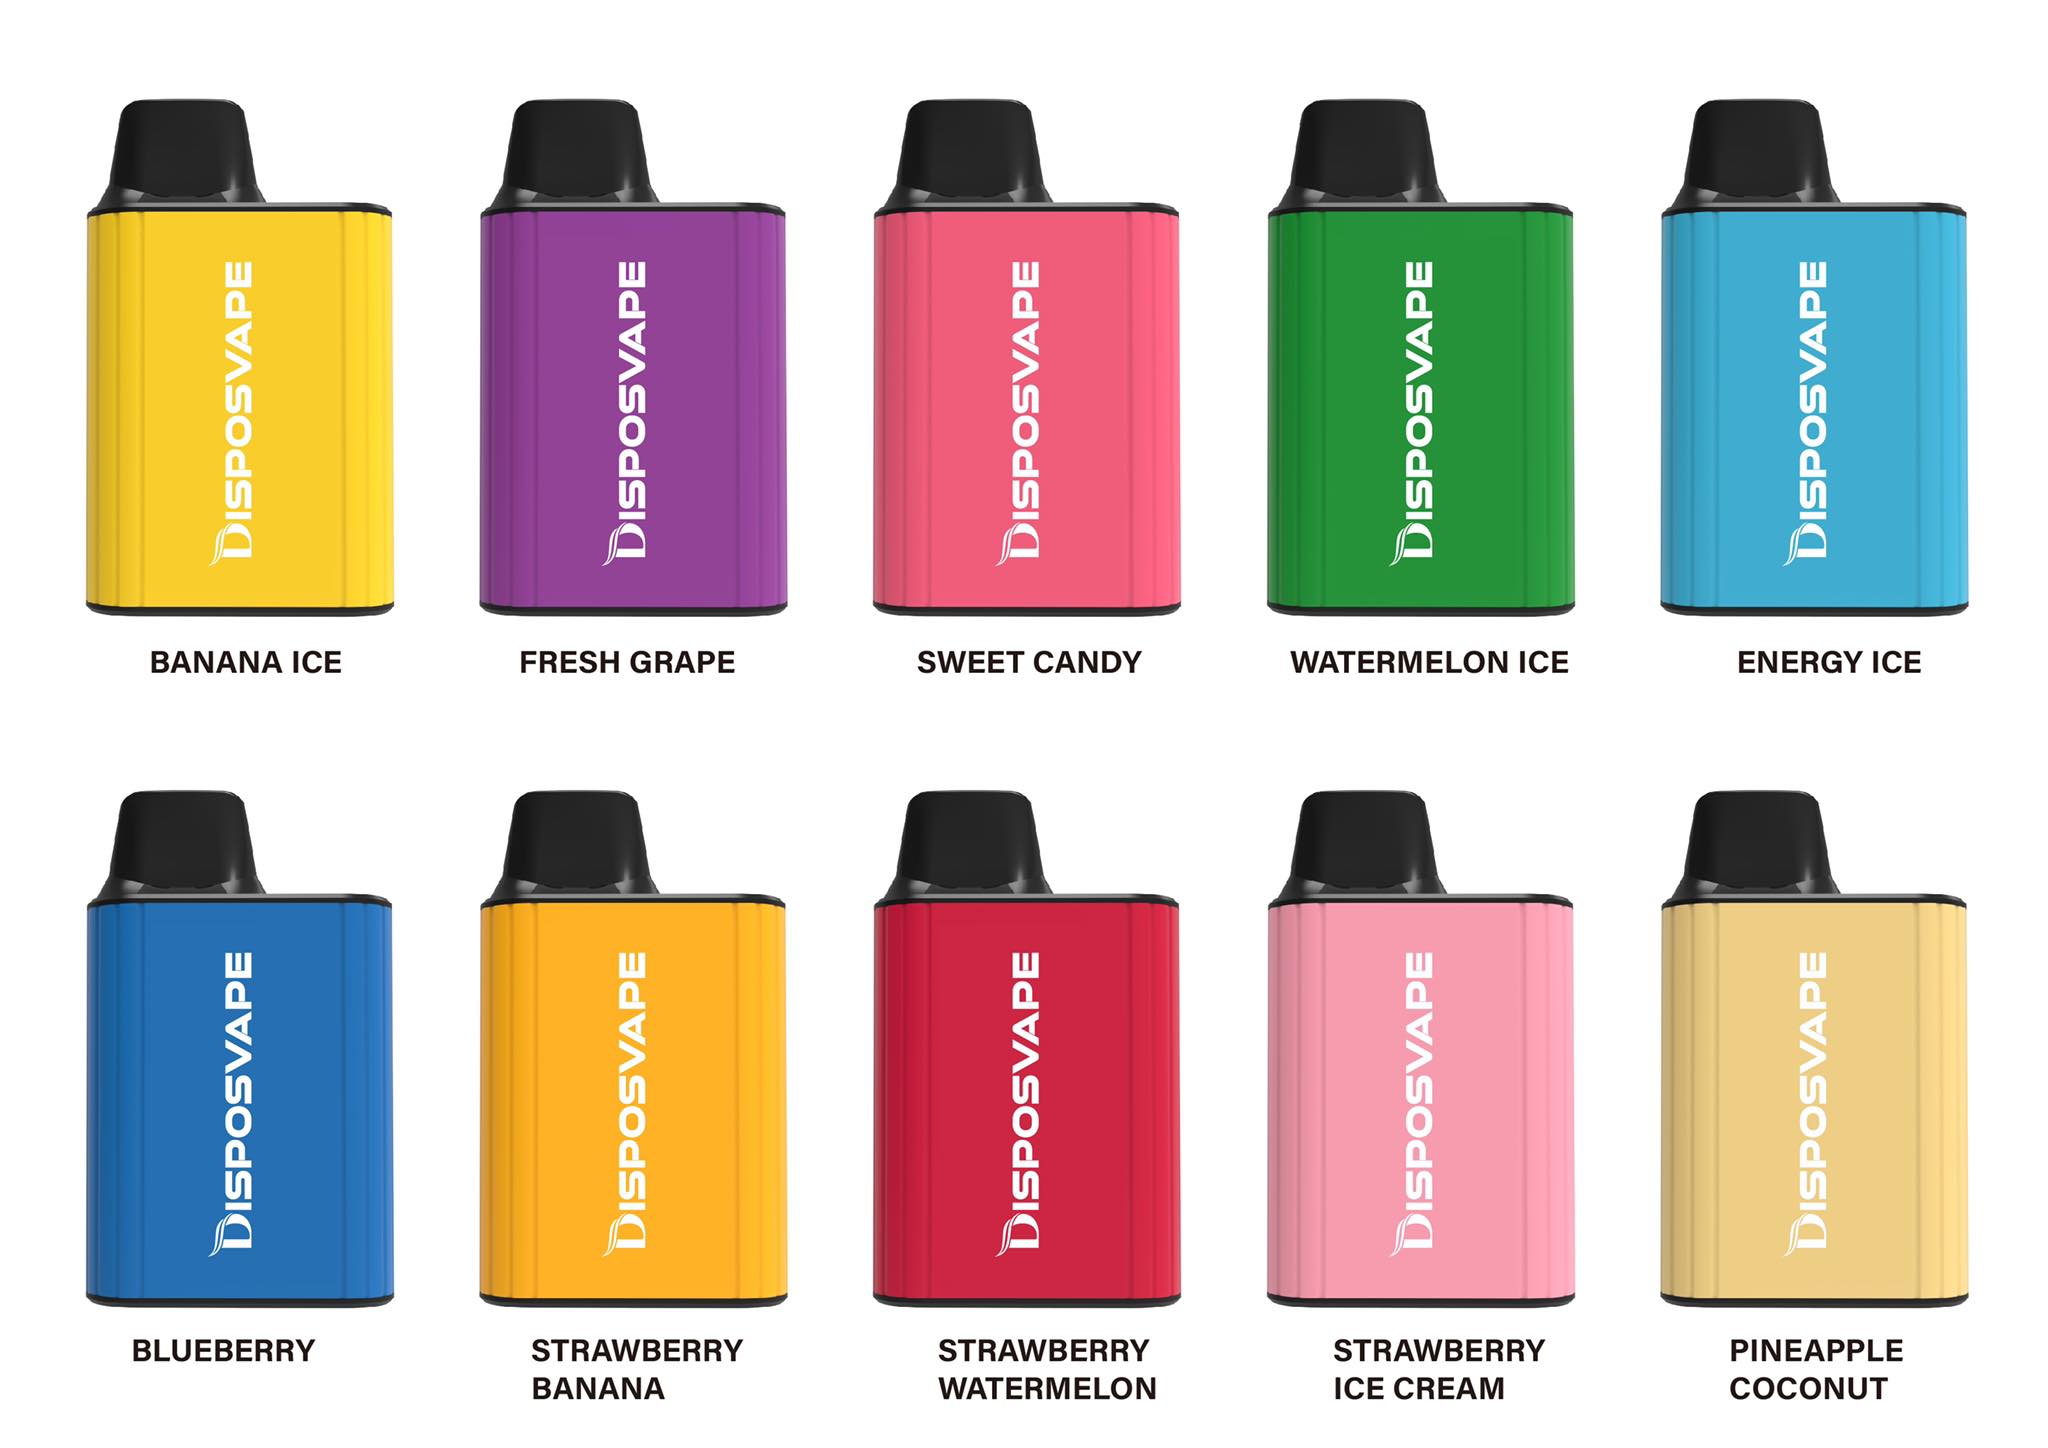 DISPOSVAPE
DISPOSVAPE
DISPOSVAPE
DISPOSVAPE
DISPOSVAPE
BANANA ICE
FRESH GRAPE
SWEET CANDY
WATERMELON ICE
ENERGY ICE
DISPOSVAPE
DISPOSVAPE
DISPOSVAPE
DISPOSVAPE
DISPOSVAPE
BLUEBERRY
STRAWBERRY
BANANA
STRAWBERRY
WATERMELON
STRAWBERRY
ICE CREAM
PINEAPPLE
COCONUT